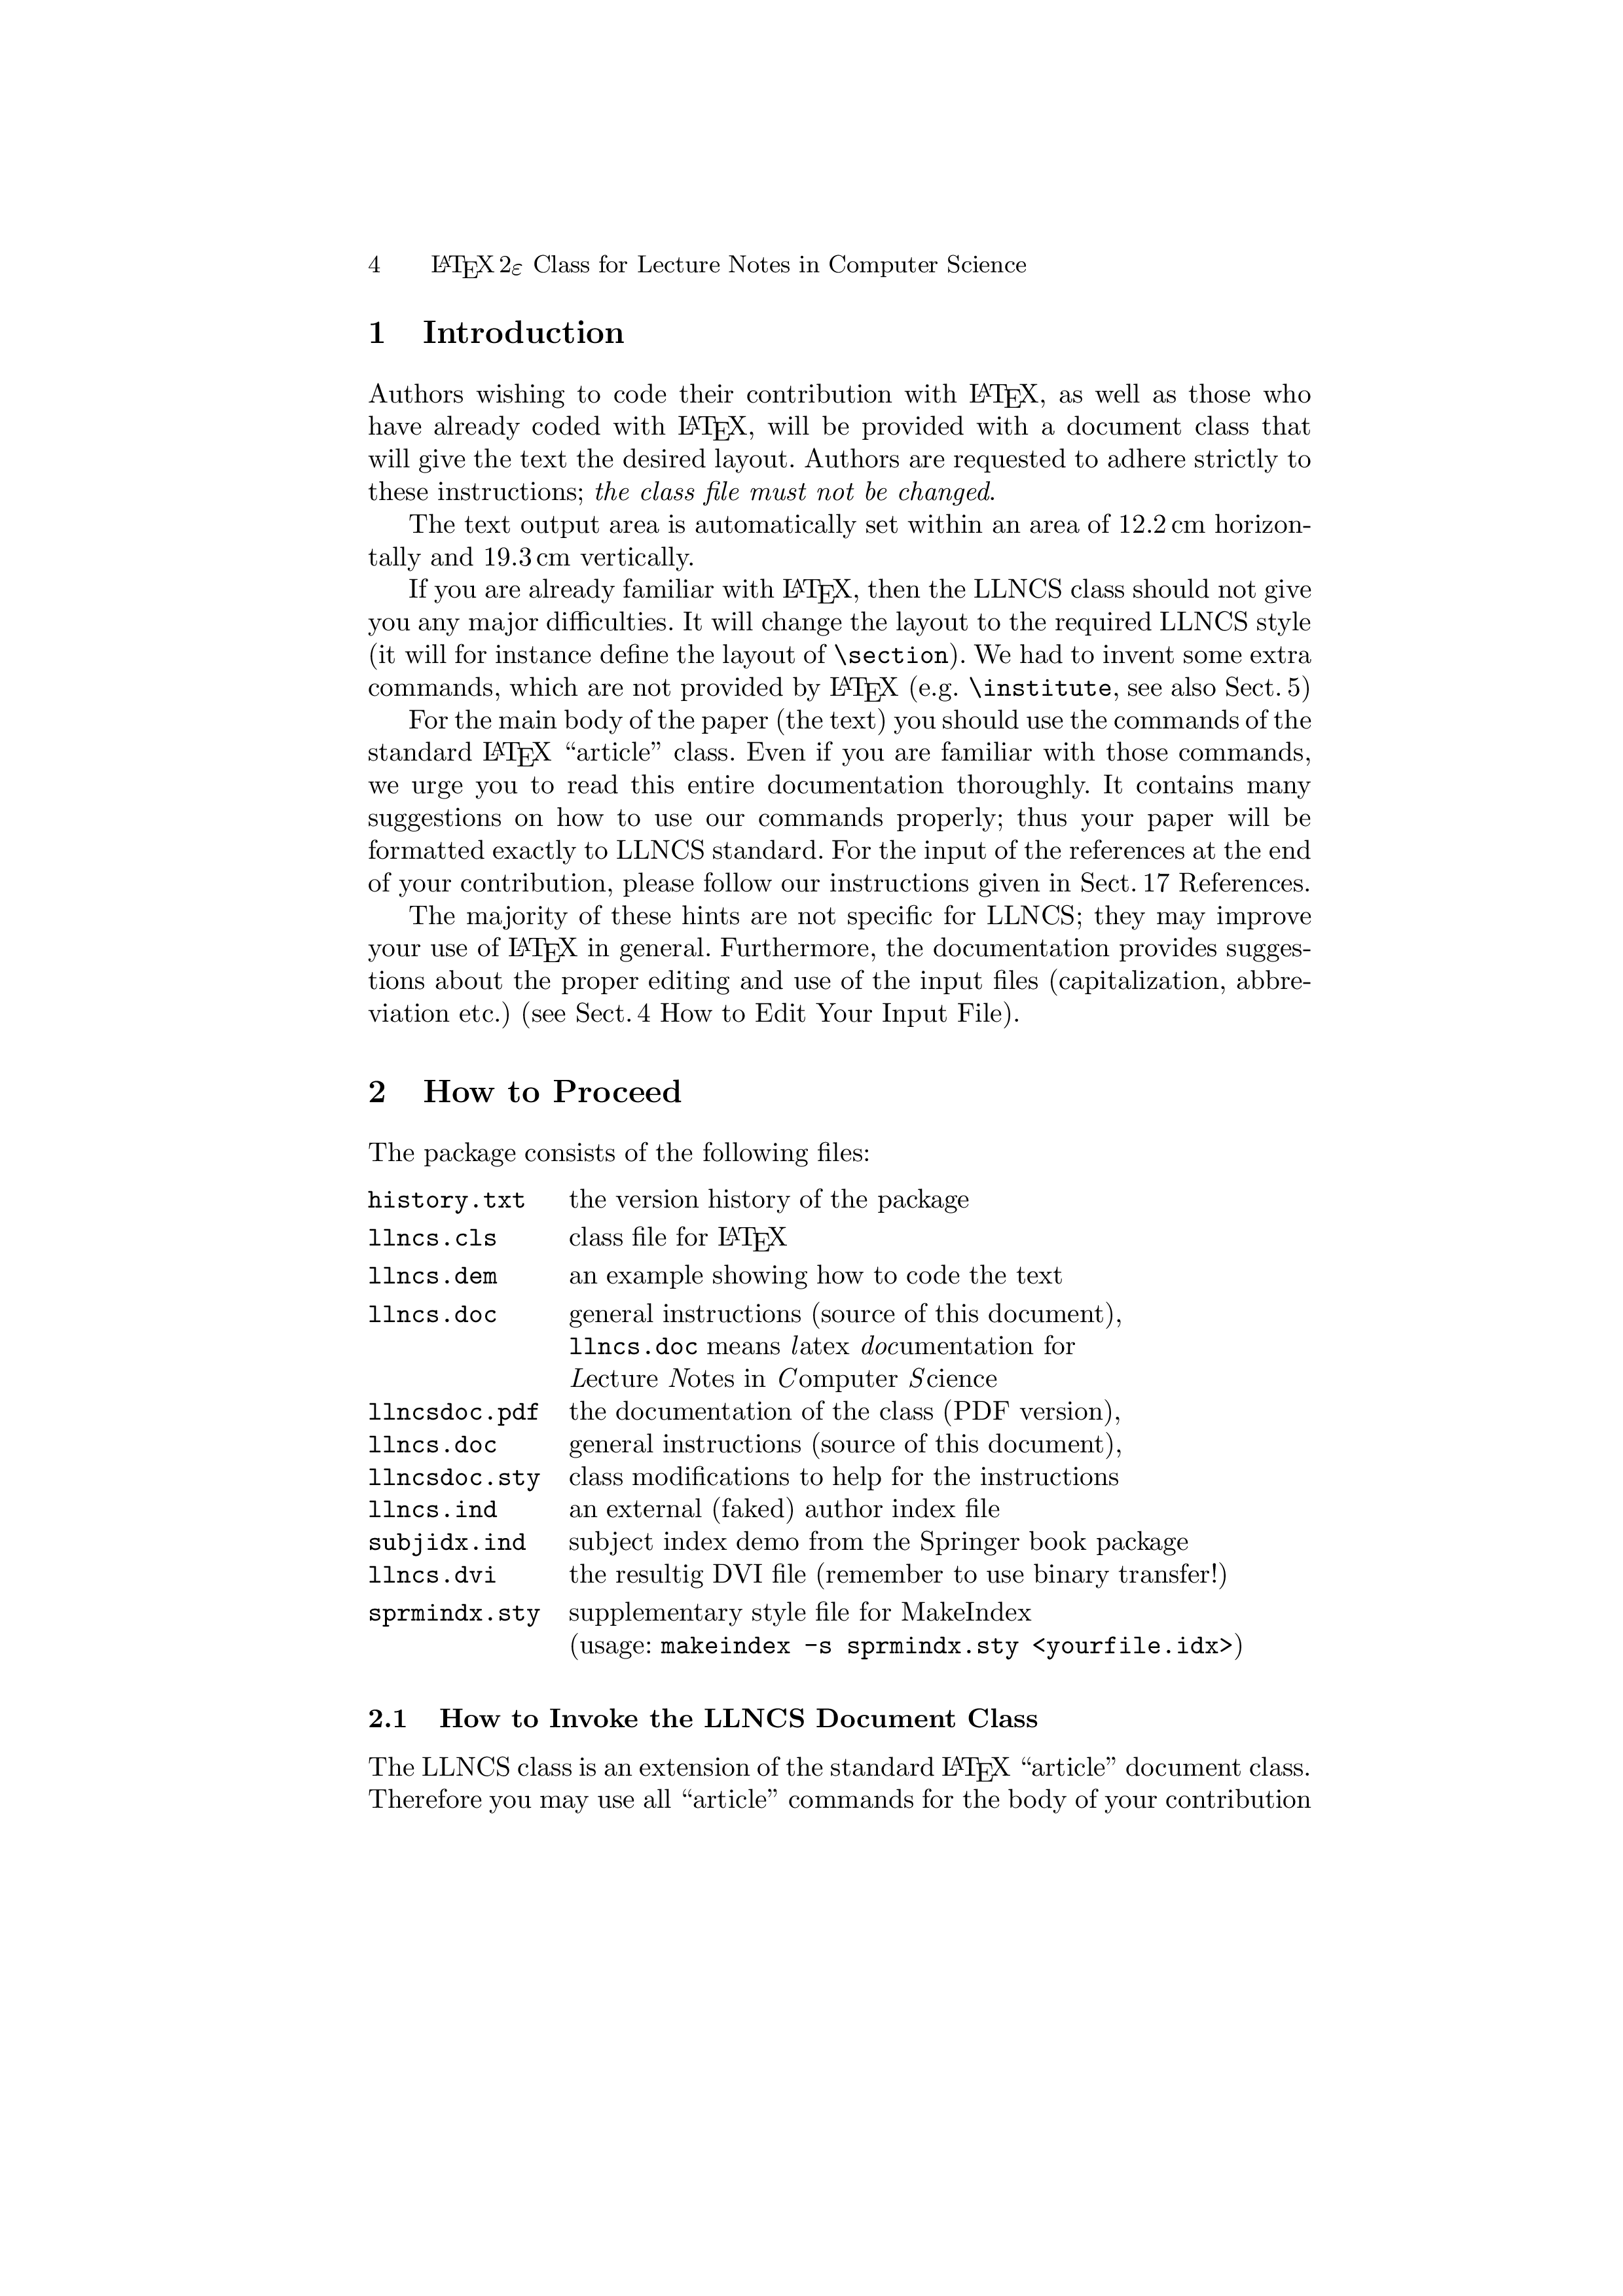 4 LATEX 2ε Class for Lecture Notes in Computer Science
1 Introduction
Authors wishing to code their contribution with LATEX, as well as those who
have already coded with LATEX, will be provided with a document class that
will give the text the desired layout. Authors are requested to adhere strictly to
these instructions; the class file must not be changed.
The text output area is automatically set within an area of 12.2 cm horizon-
tally and 19.3 cm vertically.
If you are already familiar with LATEX, then the LLNCS class should not give
you any major difficulties. It will change the layout to the required LLNCS style
(it will for instance define the layout of \section). We had to invent some extra
commands, which are not provided by LATEX (e.g. \institute, see also Sect. 5)
For the main body of the paper (the text) you should use the commands of the
standard LATEX “article” class. Even if you are familiar with those commands,
we urge you to read this entire documentation thoroughly. It contains many
suggestions on how to use our commands properly; thus your paper will be
formatted exactly to LLNCS standard. For the input of the references at the end
of your contribution, please follow our instructions given in Sect. 17 References.
The majority of these hints are not specific for LLNCS; they may improve
your use of LATEX in general. Furthermore, the documentation provides sugges-
tions about the proper editing and use of the input files (capitalization, abbre-
viation etc.) (see Sect. 4 How to Edit Your Input File).
2 How to Proceed
The package consists of the following files:
history.txt the version history of the package
llncs.cls class file for LATEX
llncs.dem an example showing how to code the text
llncs.doc general instructions (source of this document),
llncs.doc means latex documentation for
Lecture Notes in Computer Science
llncsdoc.pdf the documentation of the class (PDF version),
llncs.doc general instructions (source of this document),
llncsdoc.sty class modifications to help for the instructions
llncs.ind an external (faked) author index file
subjidx.ind subject index demo from the Springer book package
llncs.dvi the resultig DVI file (remember to use binary transfer!)
sprmindx.sty supplementary style file for MakeIndex
(usage: makeindex -s sprmindx.sty <yourfile.idx>)
2.1 How to Invoke the LLNCS Document Class
The LLNCS class is an extension of the standard LATEX “article” document class.
Therefore you may use all “article” commands for the body of your contribution